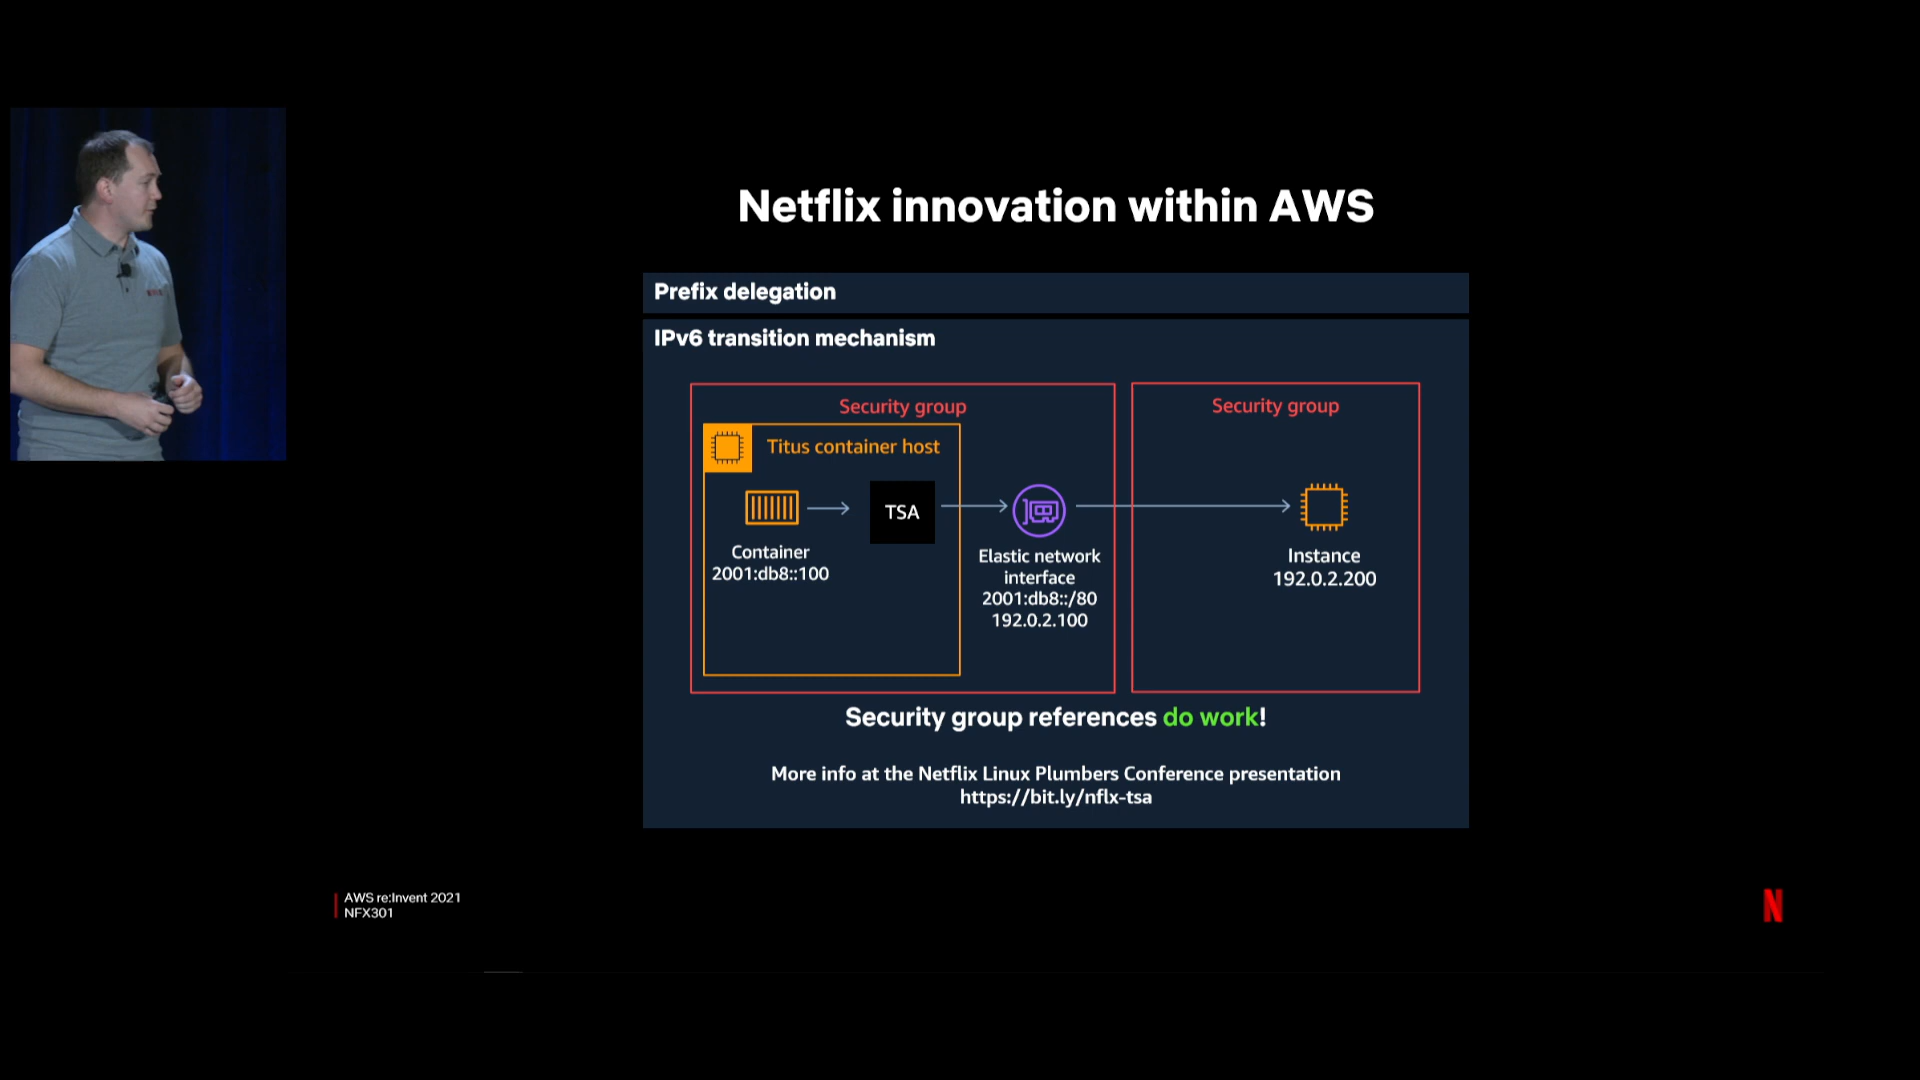 Netflix innovation within AWS
Prefix delegation
IPv6 transition mechanism
Security group
Titus container host
TSA
Container
2001:db8::100
Elastic network
interface
2001:db8::/80
192.0.2.100
Security group
Instance
192.0.2.200
Security group references do work!
More info at the Netflix Linux Plumbers Conference presentation
https://bit.ly/nflx-tsa
AWS re:Invent 2021
NFX301
N